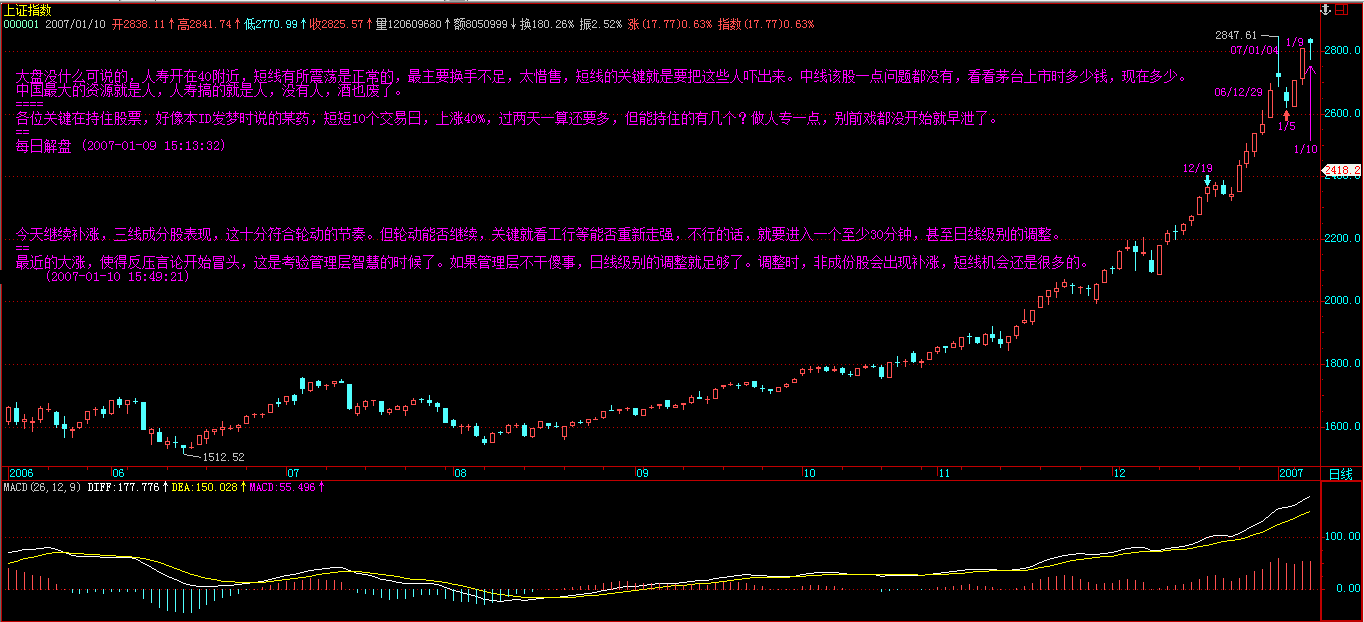 上证指数
000001 2007/01/10 开2838.11↑高2841.74↑低2770.99↑收2825.57↑量120609680↑额8050999↓换180.26% 振2.52% 涨(17.77)0.63% 指数(17.77)0.63%
2847.61
1/9
07/01/04
2800.0
大盘没什么可说的，人寿开在40附近，短线有所震荡是正常的，最主要换手不足，太惜售，短线的关键就是要把这些人吓出来。中线该股一点问题都没有，看看茅台上市时多少钱，现在多少。
中国最大的资源就是人，人寿搞的就是人，没有人，酒也废了。
06/12/29
====
各位关键在持住股票，好像本ID发梦时说的某药，短短10个交易日，上涨40%，过两天一算还要多，但能持住的有几个？做人专一点，别前戏都没开始就早泄了。
2600.0
1/5
==
每日解盘 (2007-01-09 15:13:32)
1/10
12/19
2418.2
2400.0
今天继续补涨，三线成分股表现，这十分符合轮动的节奏。但轮动能否继续，关键就看工行等能否重新走强，不行的话，就要进入一个至少30分钟，甚至日线级别的调整。
2200.0
==
最近的大涨，使得反压言论开始冒头，这是考验管理层智慧的时候了。如果管理层不干傻事，日线级别的调整就足够了。调整时，非成份股会出现补涨，短线机会还是很多的。
(2007-01-10 15:49:21)
2000.0
1800.0
1600.0
1512.52
2006 06 07 08 09 10 11 12 2007 日线
MACD(26,12,9) DIFF:177.776↑DEA:150.028↑MACD:55.496↑
100.00
0.00